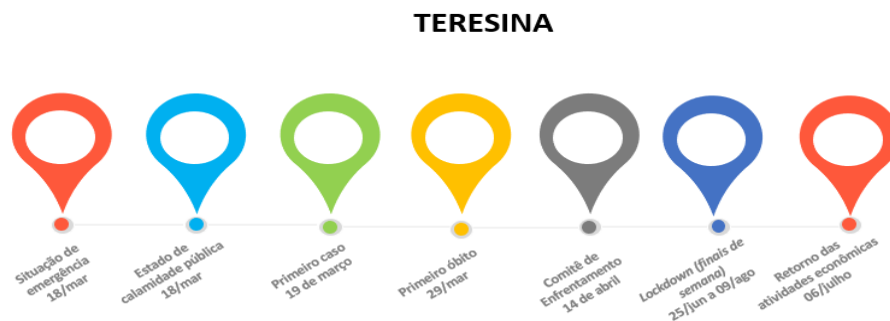 TERESINA
Situação de
emergência
18/mar
Estado de
calamidade pública
18/mar
Primeiro caso
19 de março
Primeiro óbito
29/mar
Comitê de
Enfrentamento
14 de abril
Lockdown (finais de
semana)
25/jun a 09/ago
Retorno das
atividades econômicas
06/julho